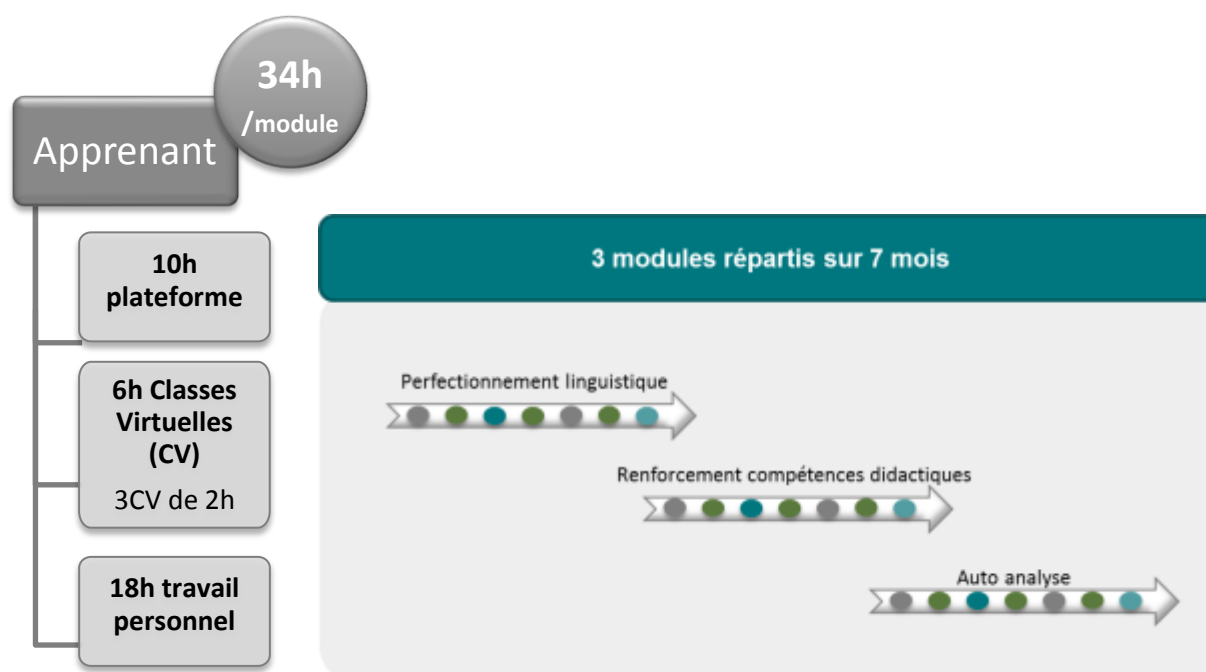 34h
/module
Apprenant
10h
plateforme
6h Classes
Virtuelles
(CV)
3CV de 2h
18h travail
personnel
3 modules répartis sur 7 mois
Perfectionnement linguistique
Renforcement compétences didactiques
Auto analyse